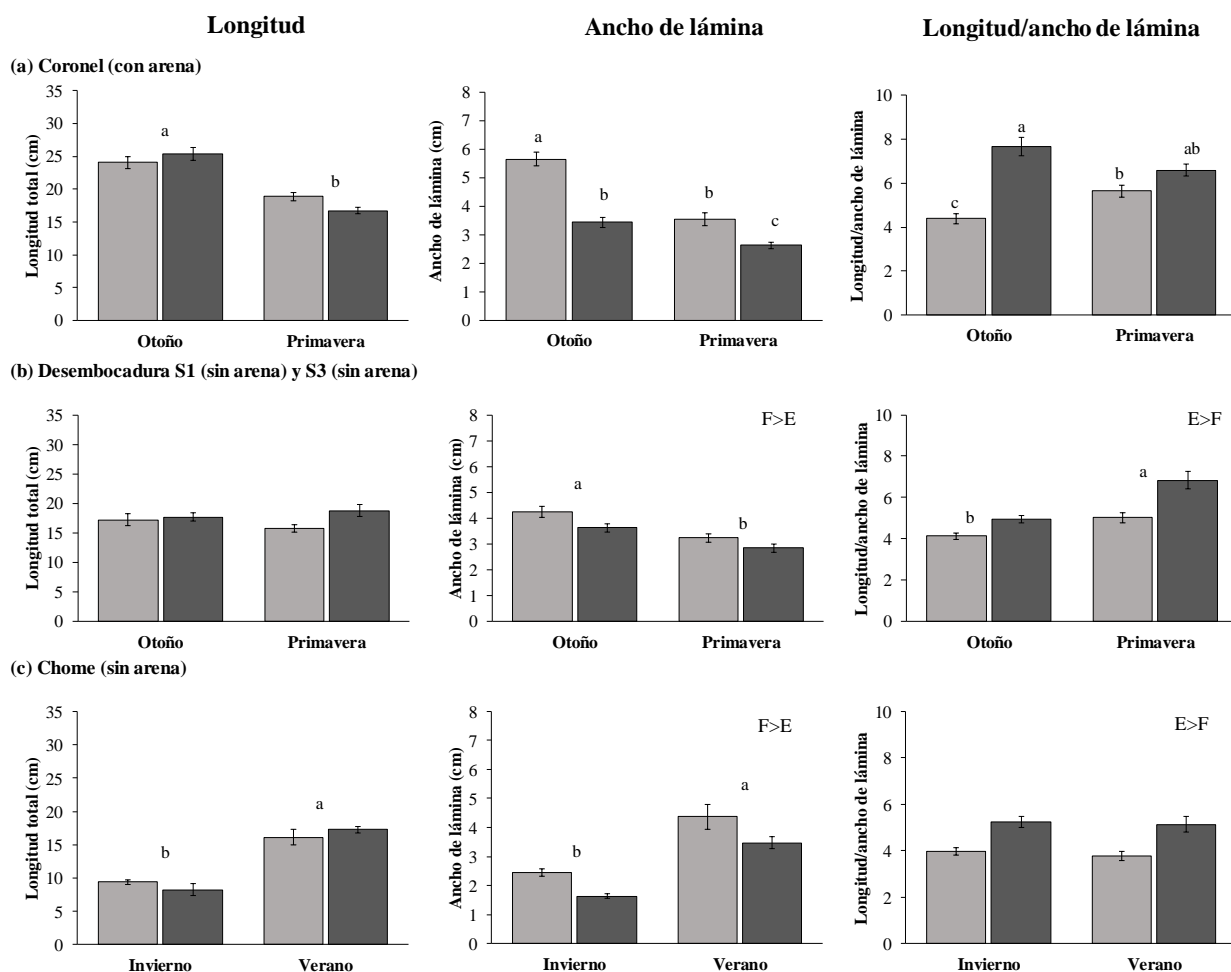 Longitud
Ancho de lámina
Longitud/ancho de lámina
(a) Coronel (con arena)
Longitud total (cm)
35
30
25
20
15
10
5
0
a
b
Otoño
Primavera
Ancho de lámina (cm)
8
7
6
5
4
3
2
1
0
a
b
b
c
Otoño
Primavera
Longitud/ancho de lámina
10
8
6
4
2
0
c
a
b
ab
Otoño
Primavera
(b) Desembocadura S1 (sin arena) y S3 (sin arena)
Longitud total (cm)
35
30
25
20
15
10
5
0
Otoño
Primavera
Ancho de lámina (cm)
8
7
6
5
4
3
2
1
0
F>E
a
b
Otoño
Primavera
Longitud/ancho de lámina
10
8
6
4
2
0
E>F
b
a
Otoño
Primavera
(c) Chome (sin arena)
Longitud total (cm)
35
30
25
20
15
10
5
0
b
a
Invierno
Verano
Ancho de lámina (cm)
8
7
6
5
4
3
2
1
0
F>E
b
a
Invierno
Verano
Longitud/ancho de lámina
10
8
6
4
2
0
E>F
Invierno
Verano